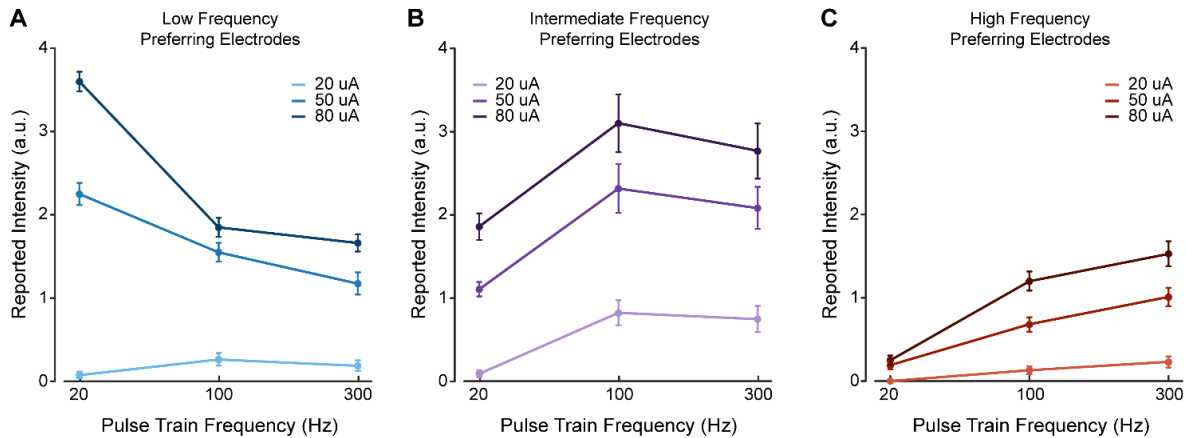 A
Low Frequency
Preferring Electrodes
4
3
2
1
0
20 uA
50 uA
80 uA
20
100
300
Reported Intensity (a.u.)
Pulse Train Frequency (Hz)
B
Intermediate Frequency
Preferring Electrodes
4
3
2
1
0
20 uA
50 uA
80 uA
20
100
300
Reported Intensity (a.u.)
Pulse Train Frequency (Hz)
C
High Frequency
Preferring Electrodes
4
3
2
1
0
20 uA
50 uA
80 uA
20
100
300
Reported Intensity (a.u.)
Pulse Train Frequency (Hz)